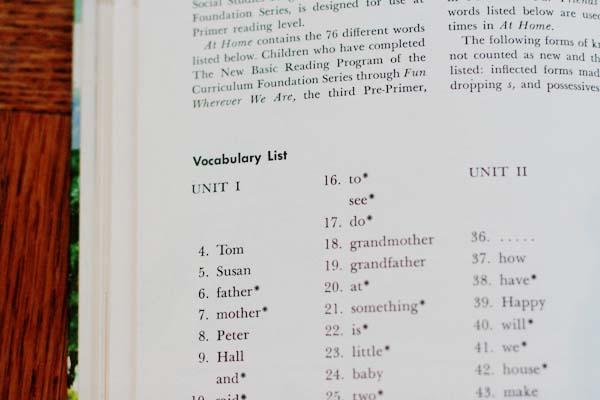 Foundation Series, is designed for use at
Primer reading level.
At Home contains the 76 different words
listed below. Children who have completed
The New Basic Reading Program of the
Curriculum Foundation Series through Fun
Wherever We Are, the third Pre-Primer,
words listed below are used
times in At Home.
The following forms of
not counted as new and
listed: inflected forms
dropping s, and possessives
Vocabulary List
UNIT I
4. Tom
5. Susan
6. father*
7. mother*
8. Peter
9. Hall
and*
10. said*
16. to*
see*
17. do*
18. grandmother
19. grandfather
20. at*
21. something*
22. is*
23. little*
24. baby
25. two*
UNIT II
36. .....
37. how
38. have*
39. Happy
40. will*
41. we*
42. house*
43. make